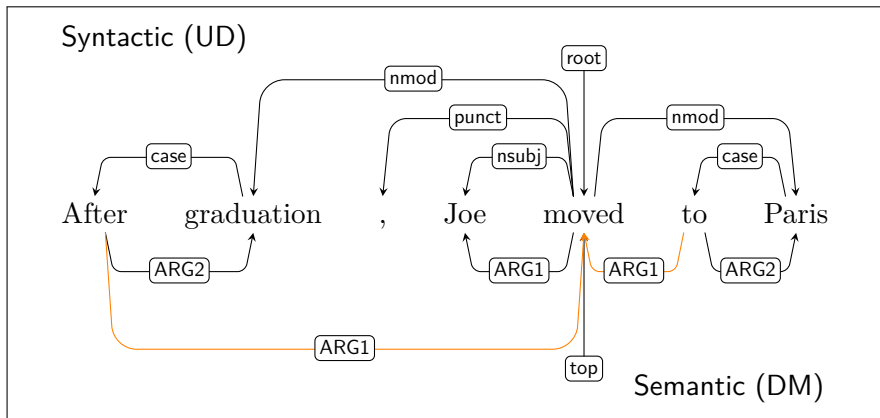 Syntactic (UD)
root
nmod
nmod
punct
case
nsubj
case
After graduation , Joe moved to Paris
ARG2
ARG1
ARG1
ARG2
ARG1
top
Semantic (DM)